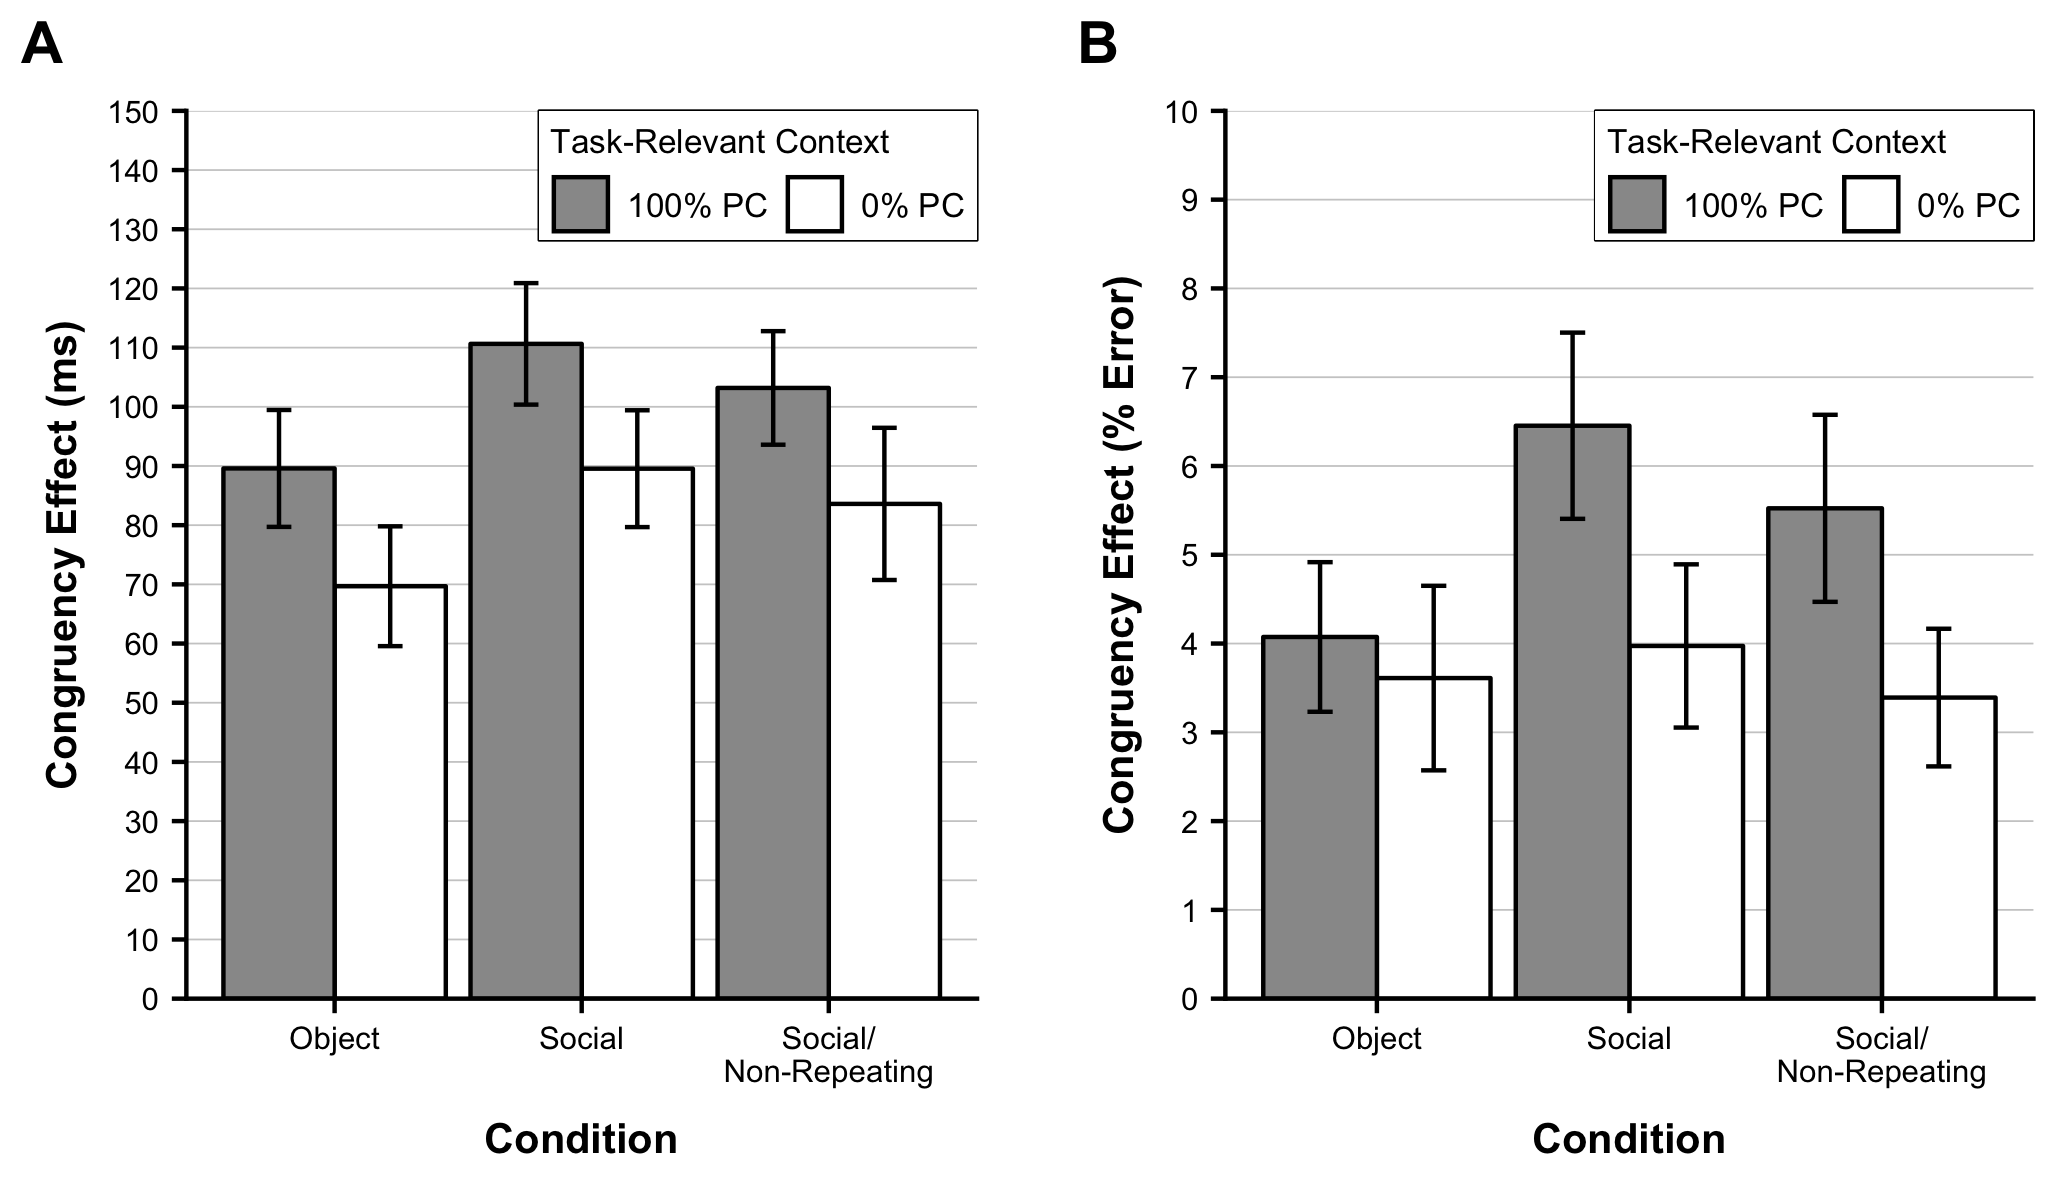 A
Congruency Effect (ms)
150
140
130
120
110
100
90
80
70
60
50
40
30
20
10
0
Task-Relevant Context
100% PC 0% PC
Object Social Social/
Non-Repeating
Condition
B
Congruency Effect (% Error)
10
9
8
7
6
5
4
3
2
1
0
Task-Relevant Context
100% PC 0% PC
Object Social Social/
Non-Repeating
Condition